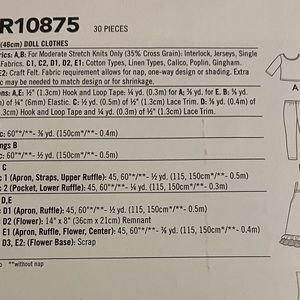 R10875 30 PIECES
(46cm) DOLL CLOTHES
rics: A,B: For Moderate Stretch Knits Only (35% Cross Grain): Interlock, Jerseys, Single
Fabrics. C1, C2, D1, D2, E1: Cotton Types, Linen Types, Calico, Poplin, Gingham.
E2: Craft Felt. Fabric requirement allows for nap, one-way design or shading. Extra
ic may be needed to match design or for shrinkage.
ons: A,E: ½" (1.3cm) Hook and Loop Tape: ¼ yd. (0.3m) for A; ⅝ yd. for E. B: ⅝ yd.
m) of ¼" (6mm) Elastic. C: ½ yd. (0.5m) of ½" (1.3cm) Lace Trim. D: ⅜ yd. (0.4m) of
1.3cm) Hook and Loop Tape, ½ yd. (0.5m) of ½" (1.3cm) Lace Trim.
A
c: 60"*/**- ⅜ yd. (150cm*/**- 0.4m)
ngs B
c: 60"*/**- ½ yd. (150cm*/**- 0.5m)
C
c 1 (Apron, Straps, Upper Ruffle): 45, 60"*/**- ½ yd. (115, 150cm*/**- 0.5m)
c 2 (Pocket, Lower Ruffle): 45, 60"*/**- ¼ yd. (115, 150cm*/**- 0.3m)
D,E
D1 (Apron, Ruffle): 45, 60"*/**- ½ yd. (115, 150cm*/**- 0.5m)
D2 (Flower): 14" x 8" (36cm x 21cm) Remnant
E1 (Apron, Ruffle, Flower Center): 45, 60"*/**- ⅜ yd. (115, 150cm*/**- 0.4m)
D3, E2: (Flower Base): Scrap
**without nap